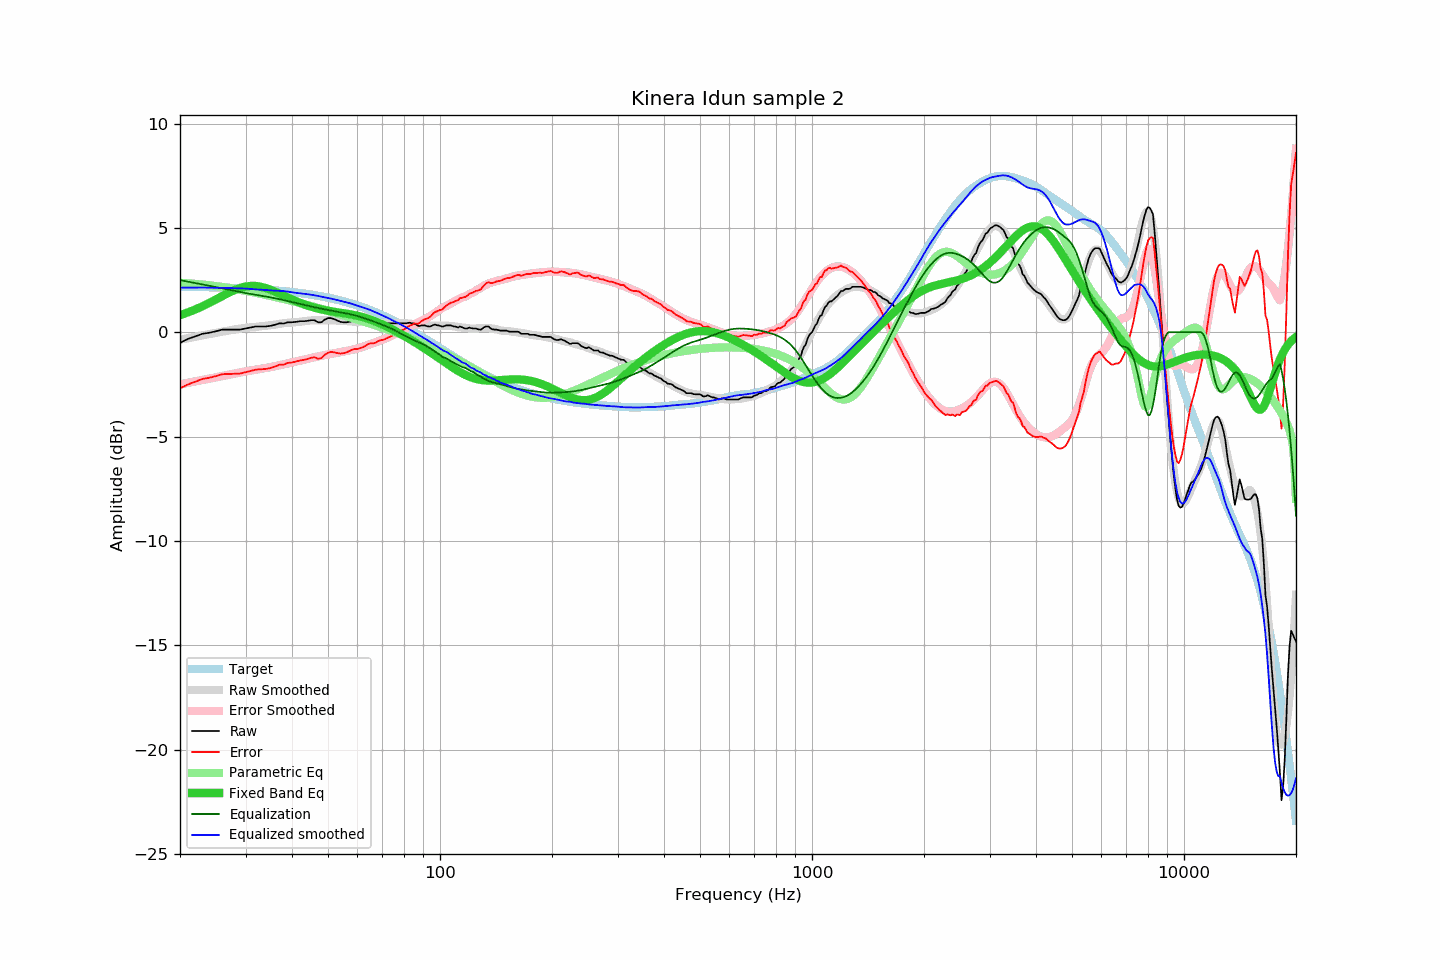 Kinera Idun sample 2
10
5
0
−5
−10
−15
−20
−25
Amplitude (dBr)
100
1000
10000
Frequency (Hz)
Target
Raw Smoothed
Error Smoothed
Raw
Error
Parametric Eq
Fixed Band Eq
Equalization
Equalized smoothed